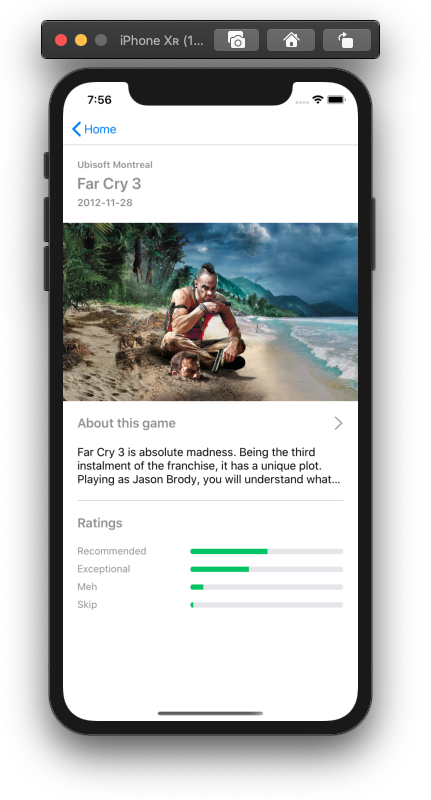 iPhone XR (1...
7:56
Home
Ubisoft Montreal
Far Cry 3
2012-11-28
About this game
Far Cry 3 is absolute madness. Being the third
instalment of the franchise, it has a unique plot.
Playing as Jason Brody, you will understand what...
Ratings
Recommended
Exceptional
Meh
Skip